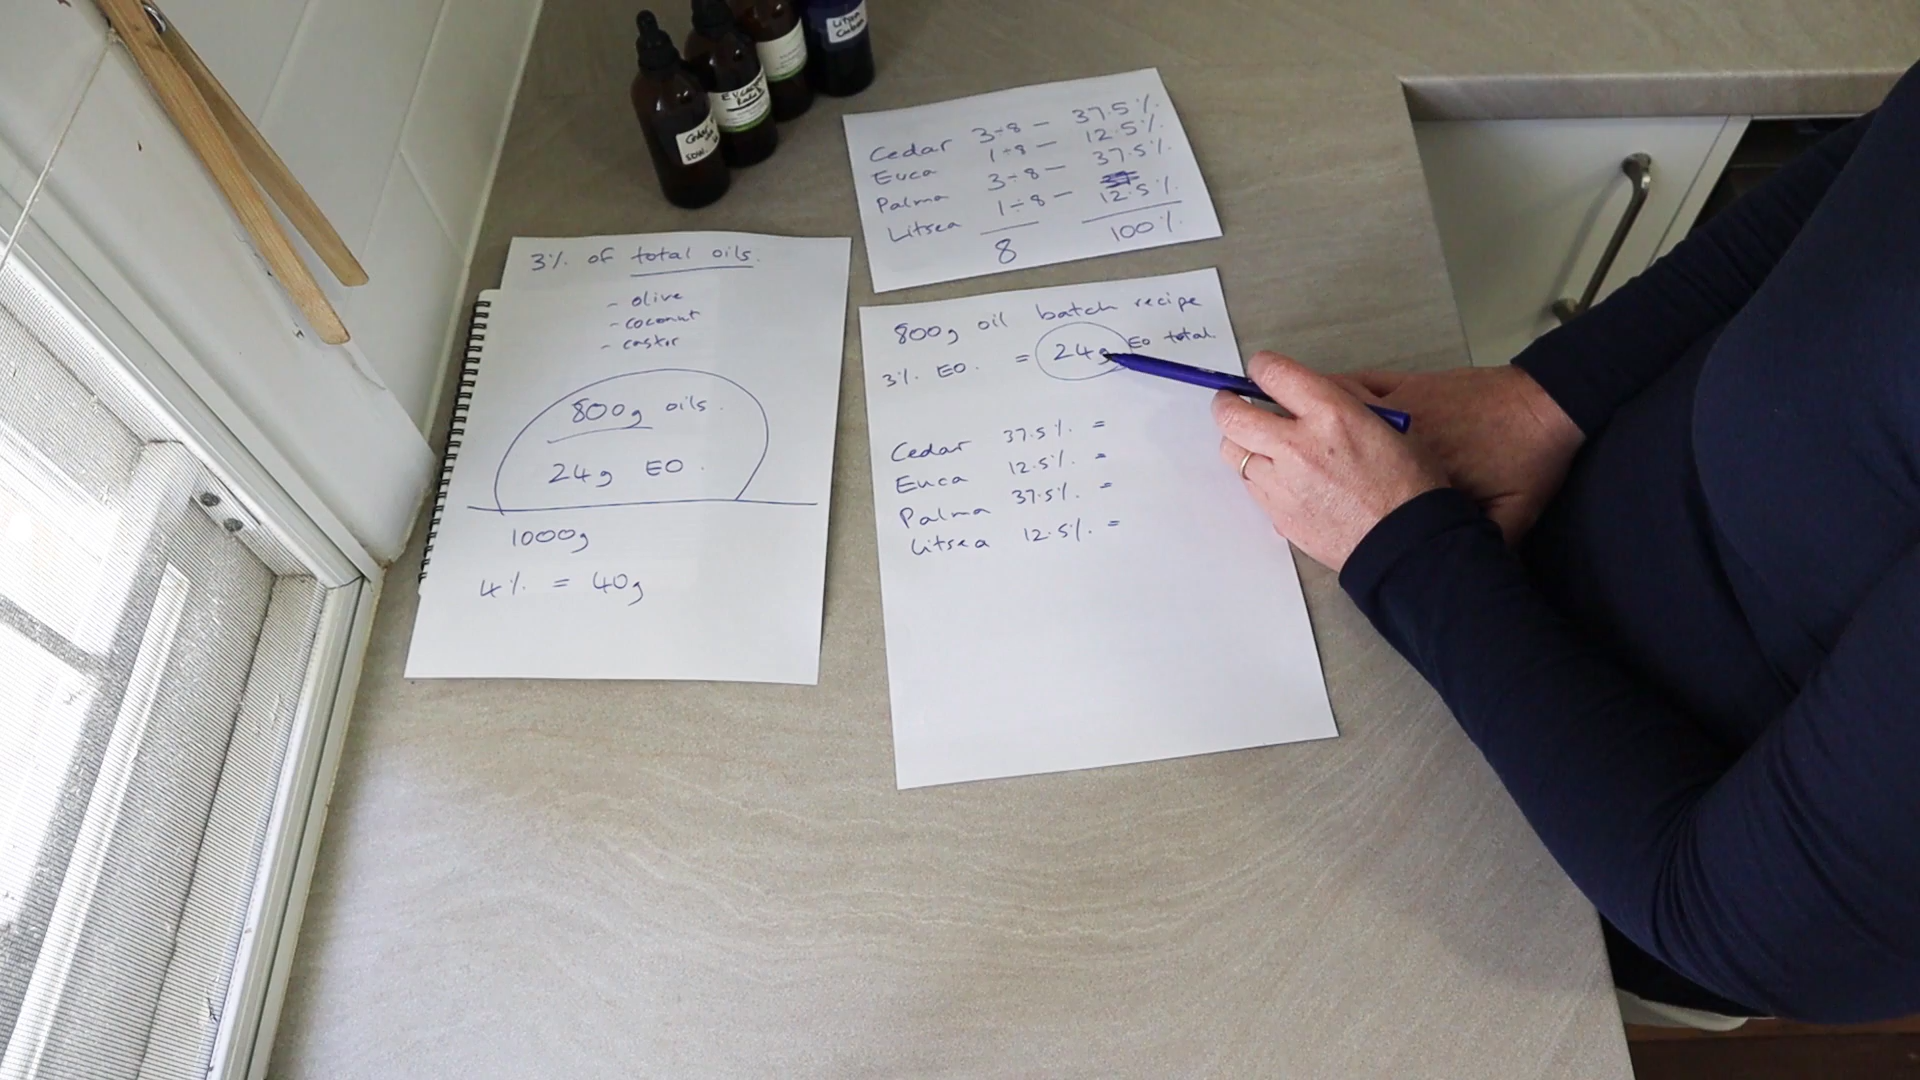 Litsea
Cubeba
3% of total oils.
- olive
- coconut
- castor
800g oils.
24g EO.
1000g
4% = 40g
Cedar 3÷8 — 37.5%
Euca 1÷8 — 12.5%
Palma 3÷8 — 37.5%
Litsea 1÷8 — 12.5%
8 100%
800g oil batch recipe
3% EO. = 24g EO total.
Cedar 37.5% =
Euca 12.5% =
Palma 37.5% =
Litsea 12.5% =